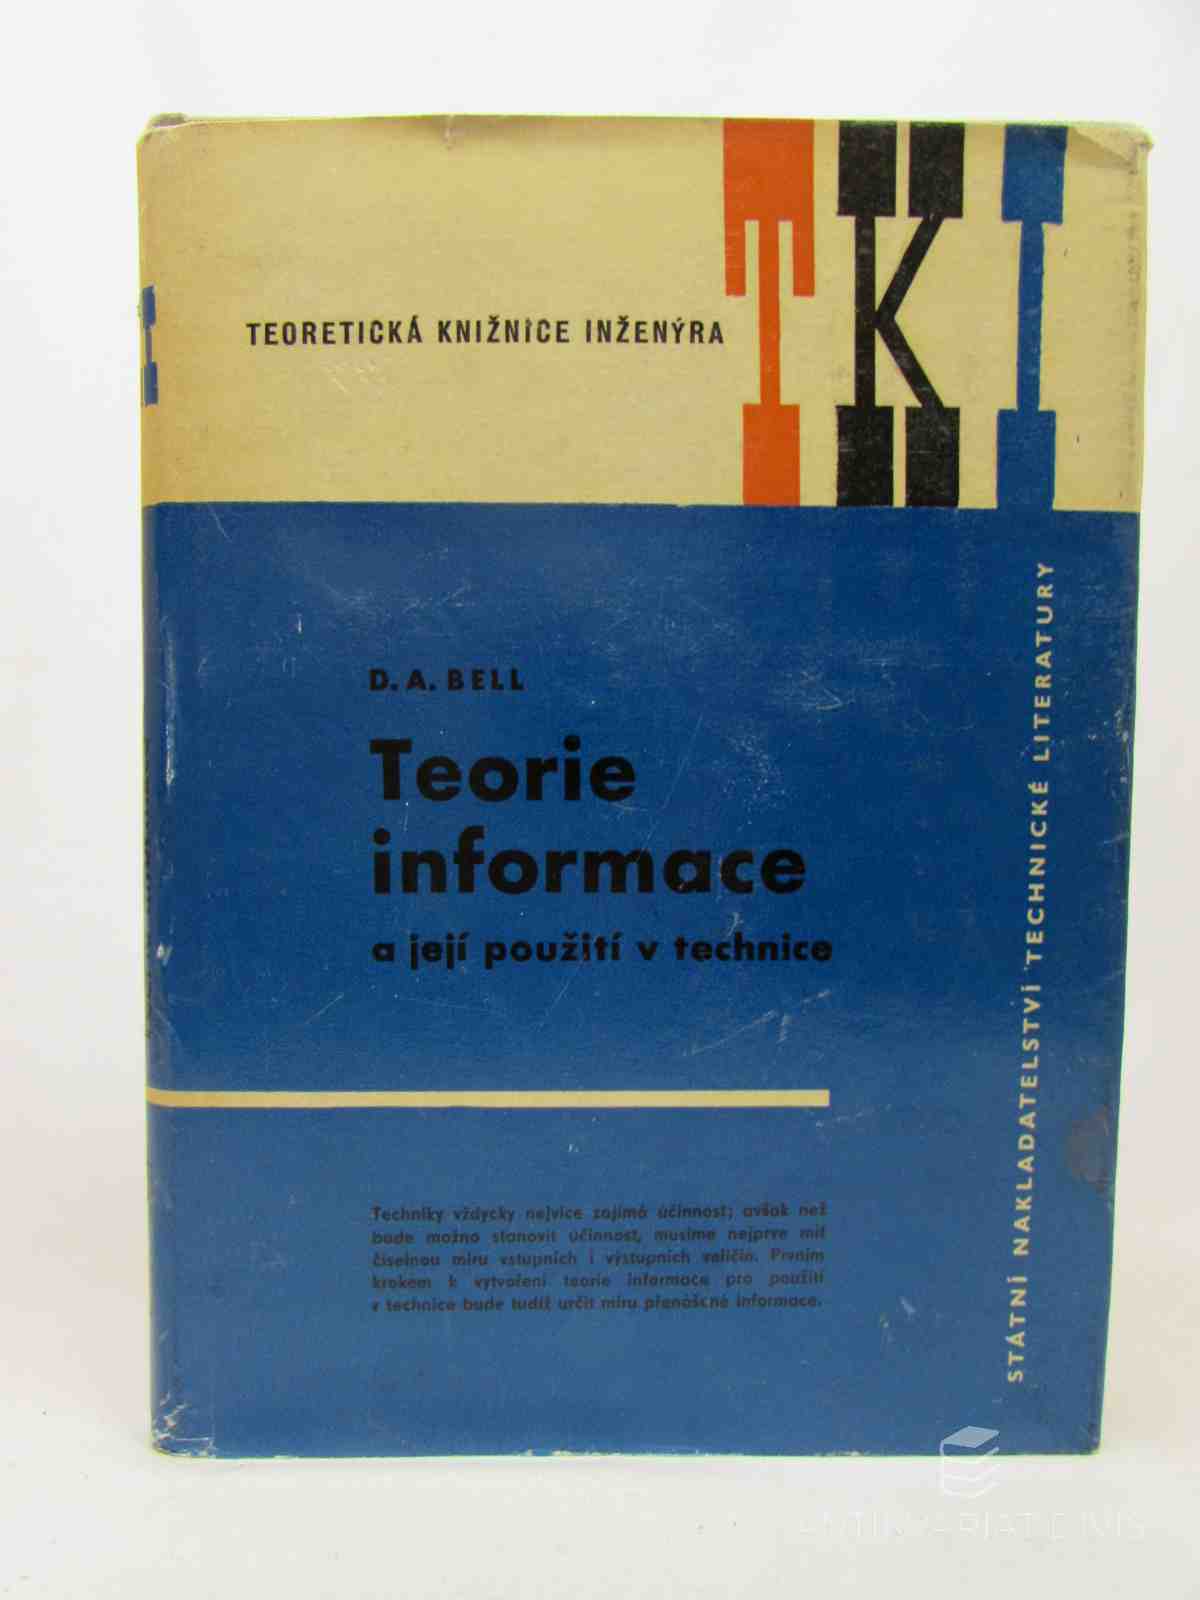 TKI
TEORETICKÁ KNIŽNICE INŽENÝRA
D. A. BELL
Teorie
informace
a její použití v technice
Techniky vždycky nejvíce zajímá účinnost; avšak než
bude možno stanovit účinnost, musíme nejprve mít
číselnou míru vstupních i výstupních veličin. Prvním
krokem k vytvoření teorie informace pro použití
v technice bude tudíž určit míru přenášené informace.
STÁTNÍ NAKLADATELSTVÍ TECHNICKÉ LITERATURY